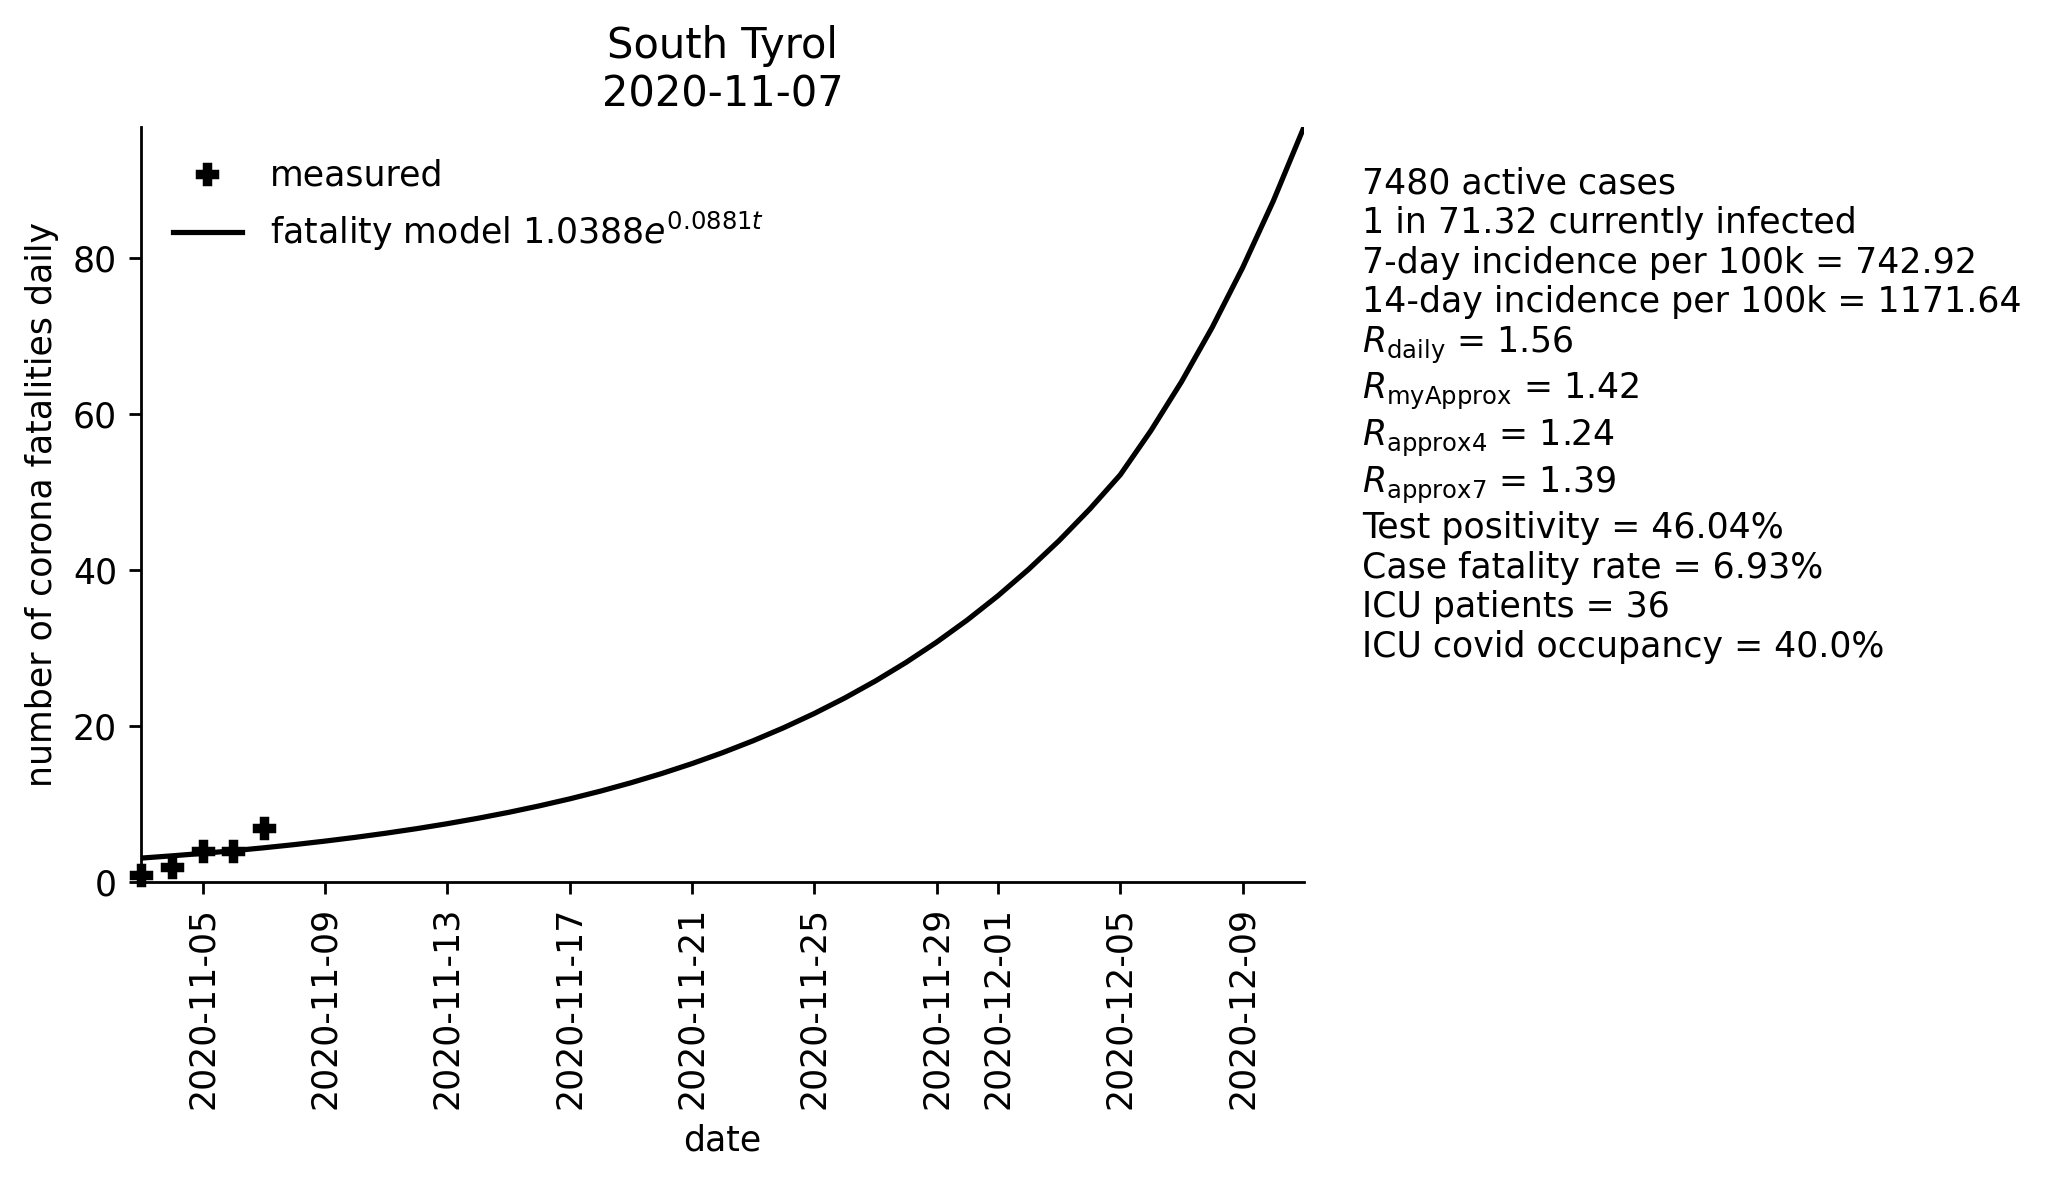 South Tyrol
2020-11-07
measured
fatality model 1.0388e^0.0881t
number of corona fatalities daily
80
60
40
20
0
2020-11-05
2020-11-09
2020-11-13
2020-11-17
2020-11-21
2020-11-25
2020-11-29
2020-12-01
2020-12-05
2020-12-09
date
7480 active cases
1 in 71.32 currently infected
7-day incidence per 100k = 742.92
14-day incidence per 100k = 1171.64
R_daily = 1.56
R_myApprox = 1.42
R_approx4 = 1.24
R_approx7 = 1.39
Test positivity = 46.04%
Case fatality rate = 6.93%
ICU patients = 36
ICU covid occupancy = 40.0%